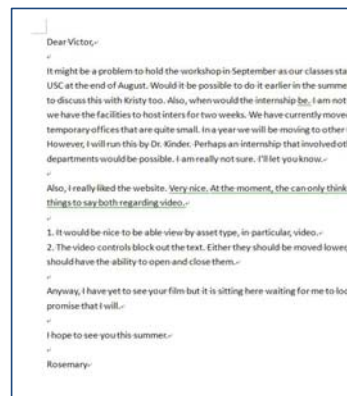 Dear Victor,
It might be a problem to hold the workshop in September as our classes sta
USC at the end of August. Would it be possible to do it earlier in the summe
to discuss this with Kristy too. Also, when would the internship be. I am not
we have the facilities to host inters for two weeks. We have currently move
temporary offices that are quite small. In a year we will be moving to other
However, I will run this by Dr. Kinder. Perhaps an internship that involved ot
departments would be possible. I am really not sure. I'll let you know.
Also, I really liked the website. Very nice. At the moment, the can only think
things to say both regarding video.
1. It would be nice to be able view by asset type, in particular, video.
2. The video controls block out the text. Either they should be moved lowe
should have the ability to open and close them.
Anyway, I have yet to see your film but it is sitting here waiting for me to loo
promise that I will.
I hope to see you this summer.
Rosemary